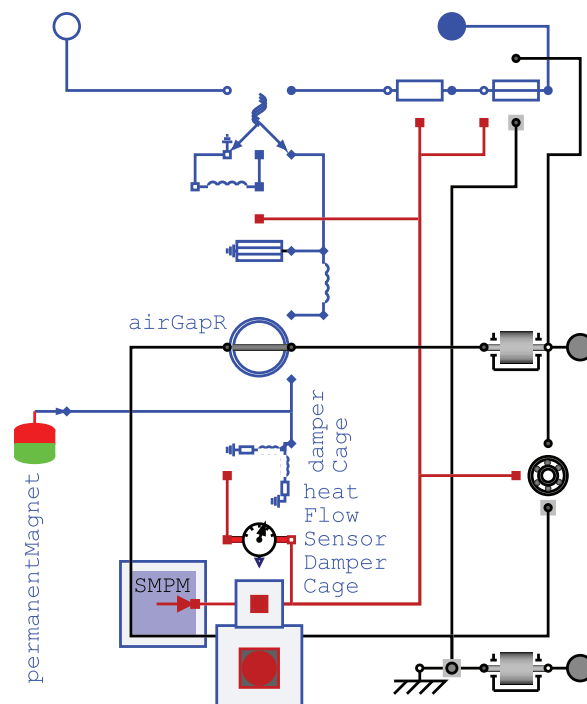 airGapR
damper
Cage
heat
Flow
Sensor
Damper
Cage
permanentMagnet
SMPM